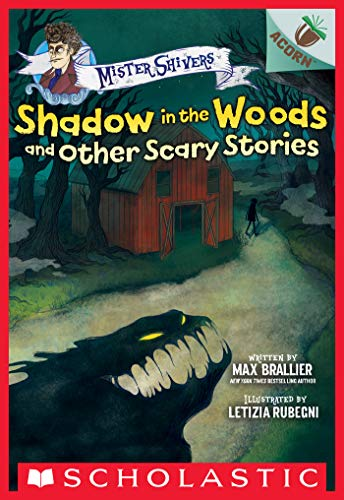 ACORN
MISTER SHIVERS
Shadow in the Woods
and Other Scary Stories
WRITTEN BY
MAX BRALLIER
NEW YORK TIMES BESTSELLING AUTHOR
ILLUSTRATED BY
LETIZIA RUBEGNI
SCHOLASTIC